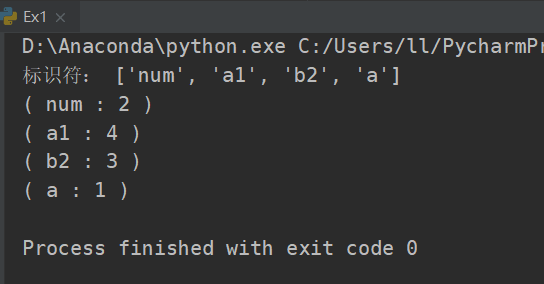 Ex1
D:\Anaconda\python.exe C:/Users/ll/PycharmPr
标识符： ['num', 'a1', 'b2', 'a']
( num : 2 )
( a1 : 4 )
( b2 : 3 )
( a : 1 )
Process finished with exit code 0